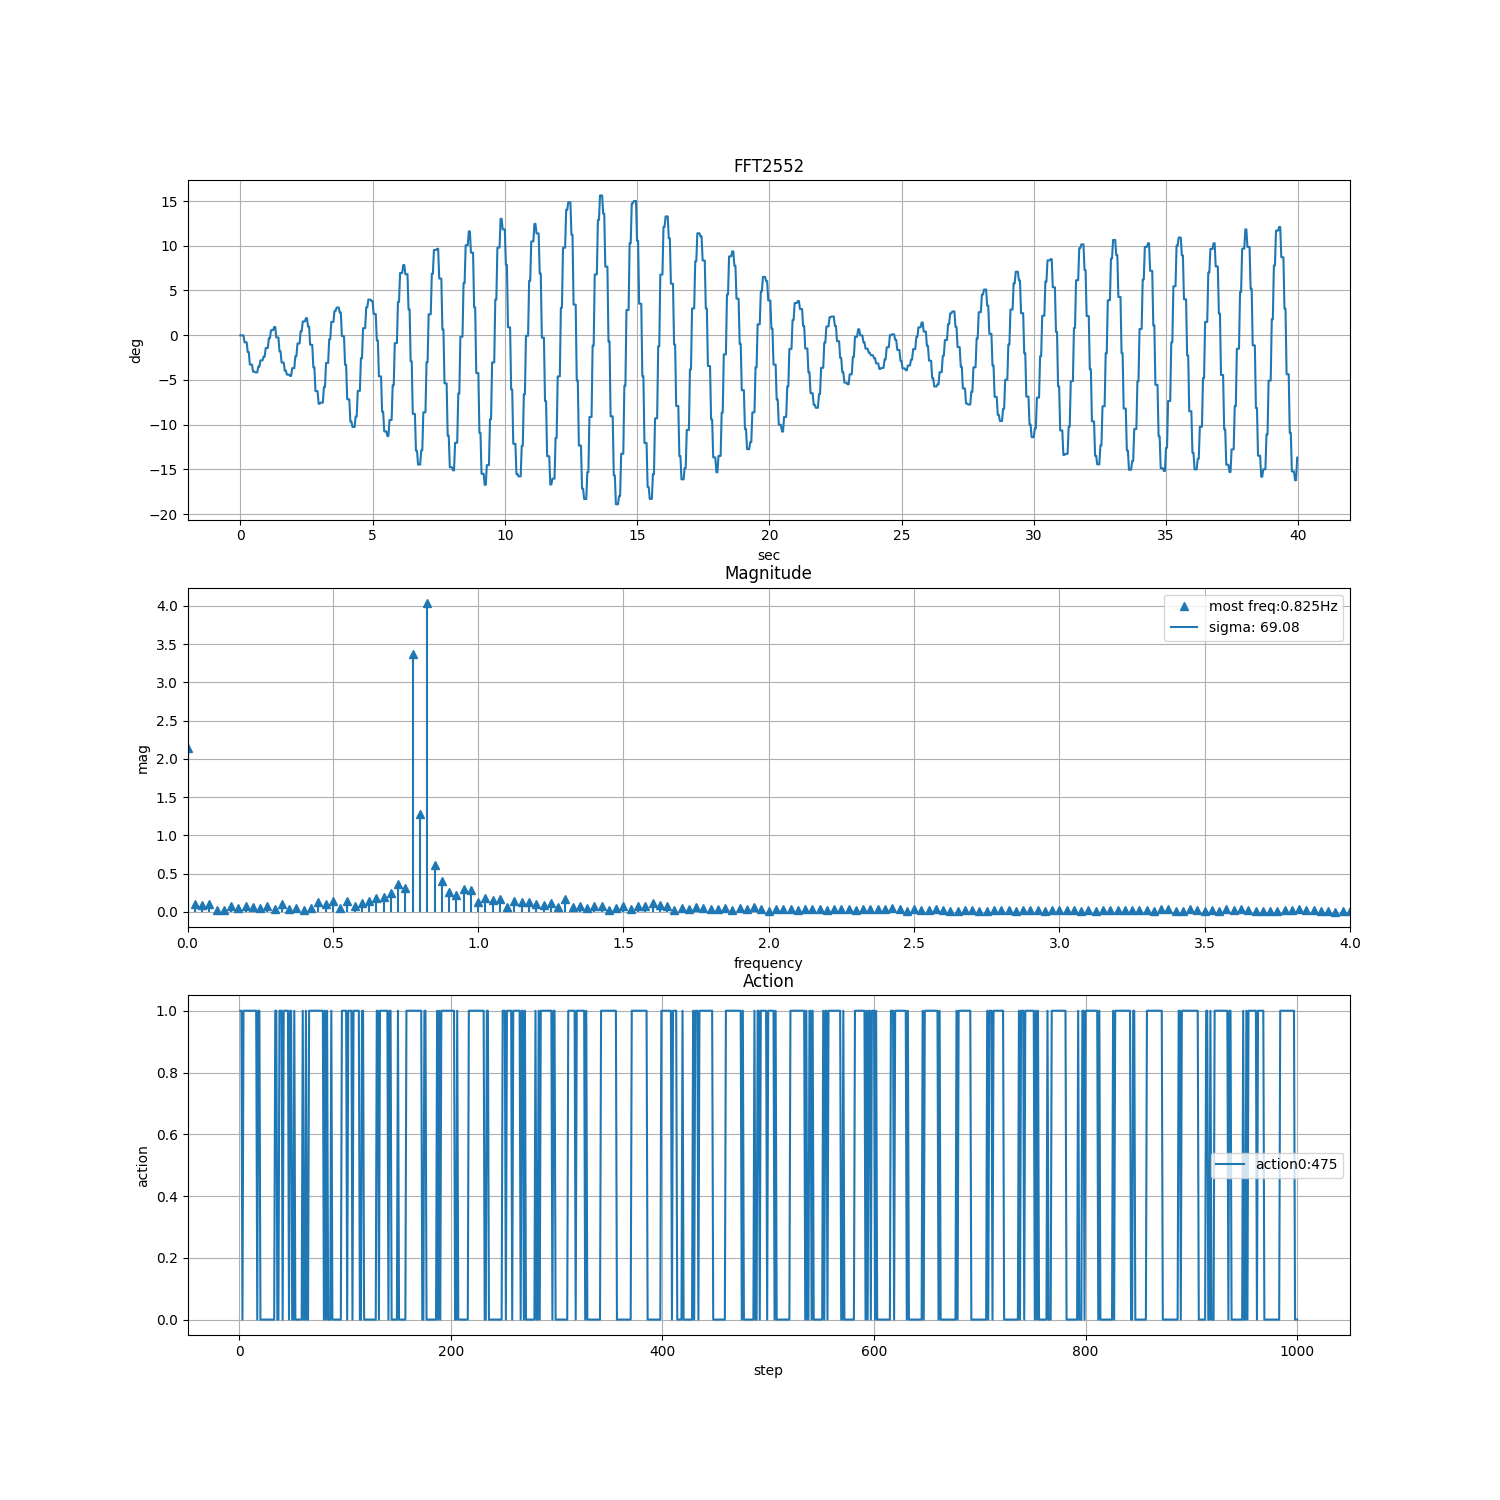 FFT2552
15
10
5
0
−5
−10
−15
−20
deg
0 5 10 15 20 25 30 35 40
sec
Magnitude
4.0
3.5
3.0
2.5
2.0
1.5
1.0
0.5
0.0
mag
most freq:0.825Hz
sigma: 69.08
0.0 0.5 1.0 1.5 2.0 2.5 3.0 3.5 4.0
frequency
Action
1.0
0.8
0.6
0.4
0.2
0.0
action
action0:475
0 200 400 600 800 1000
step